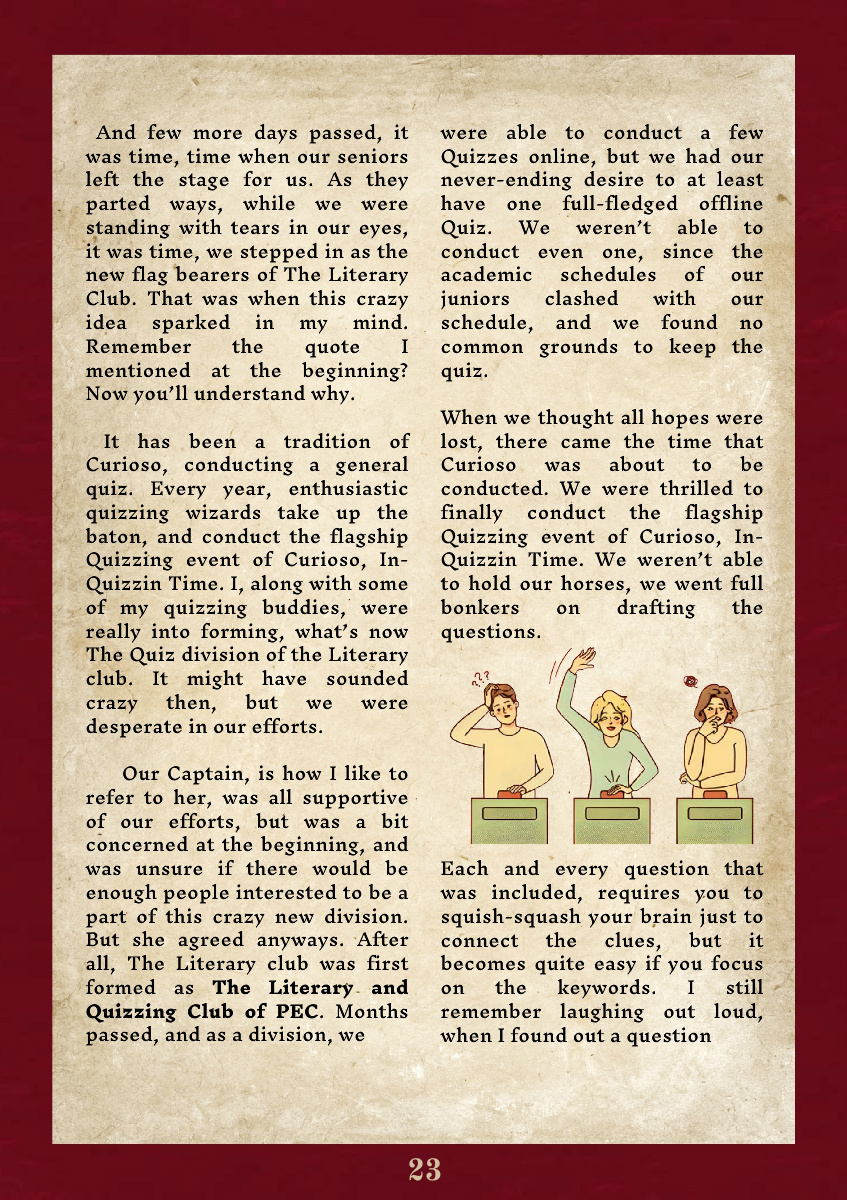 And few more days passed, it
was time, time when our seniors
left the stage for us. As they
parted ways, while we were
standing with tears in our eyes,
it was time, we stepped in as the
new flag bearers of The Literary
Club. That was when this crazy
idea sparked in my mind.
Remember the quote I
mentioned at the beginning?
Now you’ll understand why.
It has been a tradition of
Curioso, conducting a general
quiz. Every year, enthusiastic
quizzing wizards take up the
baton, and conduct the flagship
Quizzing event of Curioso, In-
Quizzin Time. I, along with some
of my quizzing buddies, were
really into forming, what’s now
The Quiz division of the Literary
club. It might have sounded
crazy then, but we were
desperate in our efforts.
Our Captain, is how I like to
refer to her, was all supportive
of our efforts, but was a bit
concerned at the beginning, and
was unsure if there would be
enough people interested to be a
part of this crazy new division.
But she agreed anyways. After
all, The Literary club was first
formed as The Literary and
Quizzing Club of PEC. Months
passed, and as a division, we
were able to conduct a few
Quizzes online, but we had our
never-ending desire to at least
have one full-fledged offline
Quiz. We weren’t able to
conduct even one, since the
academic schedules of our
juniors clashed with our
schedule, and we found no
common grounds to keep the
quiz.
When we thought all hopes were
lost, there came the time that
Curioso was about to be
conducted. We were thrilled to
finally conduct the flagship
Quizzing event of Curioso, In-
Quizzin Time. We weren’t able
to hold our horses, we went full
bonkers on drafting the
questions.
???
Each and every question that
was included, requires you to
squish-squash your brain just to
connect the clues, but it
becomes quite easy if you focus
on the keywords. I still
remember laughing out loud,
when I found out a question
23